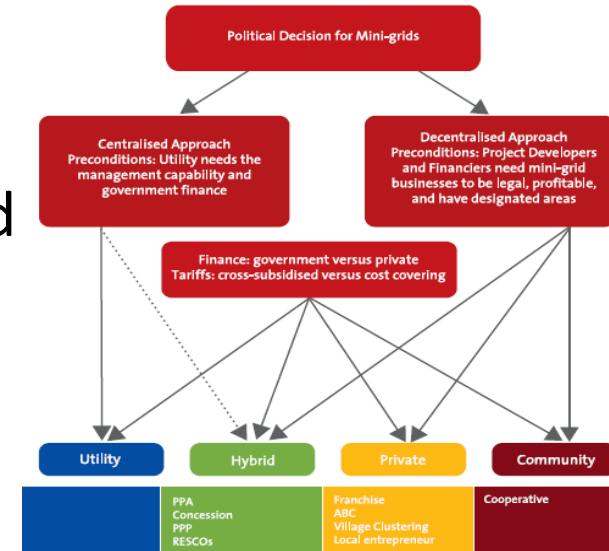 Political Decision for Mini-grids
Centralised Approach
Preconditions: Utility needs the
management capability and
government finance
Decentralised Approach
Preconditions: Project Developers
and Financiers need mini-grid
businesses to be legal, profitable,
and have designated areas
d
Finance: government versus private
Tariffs: cross-subsidised versus cost covering
Utility
Hybrid
Private
Community
PPA
Concession
PPP
RESCOs
Franchise
ABC
Village Clustering
Local entrepreneur
Cooperative